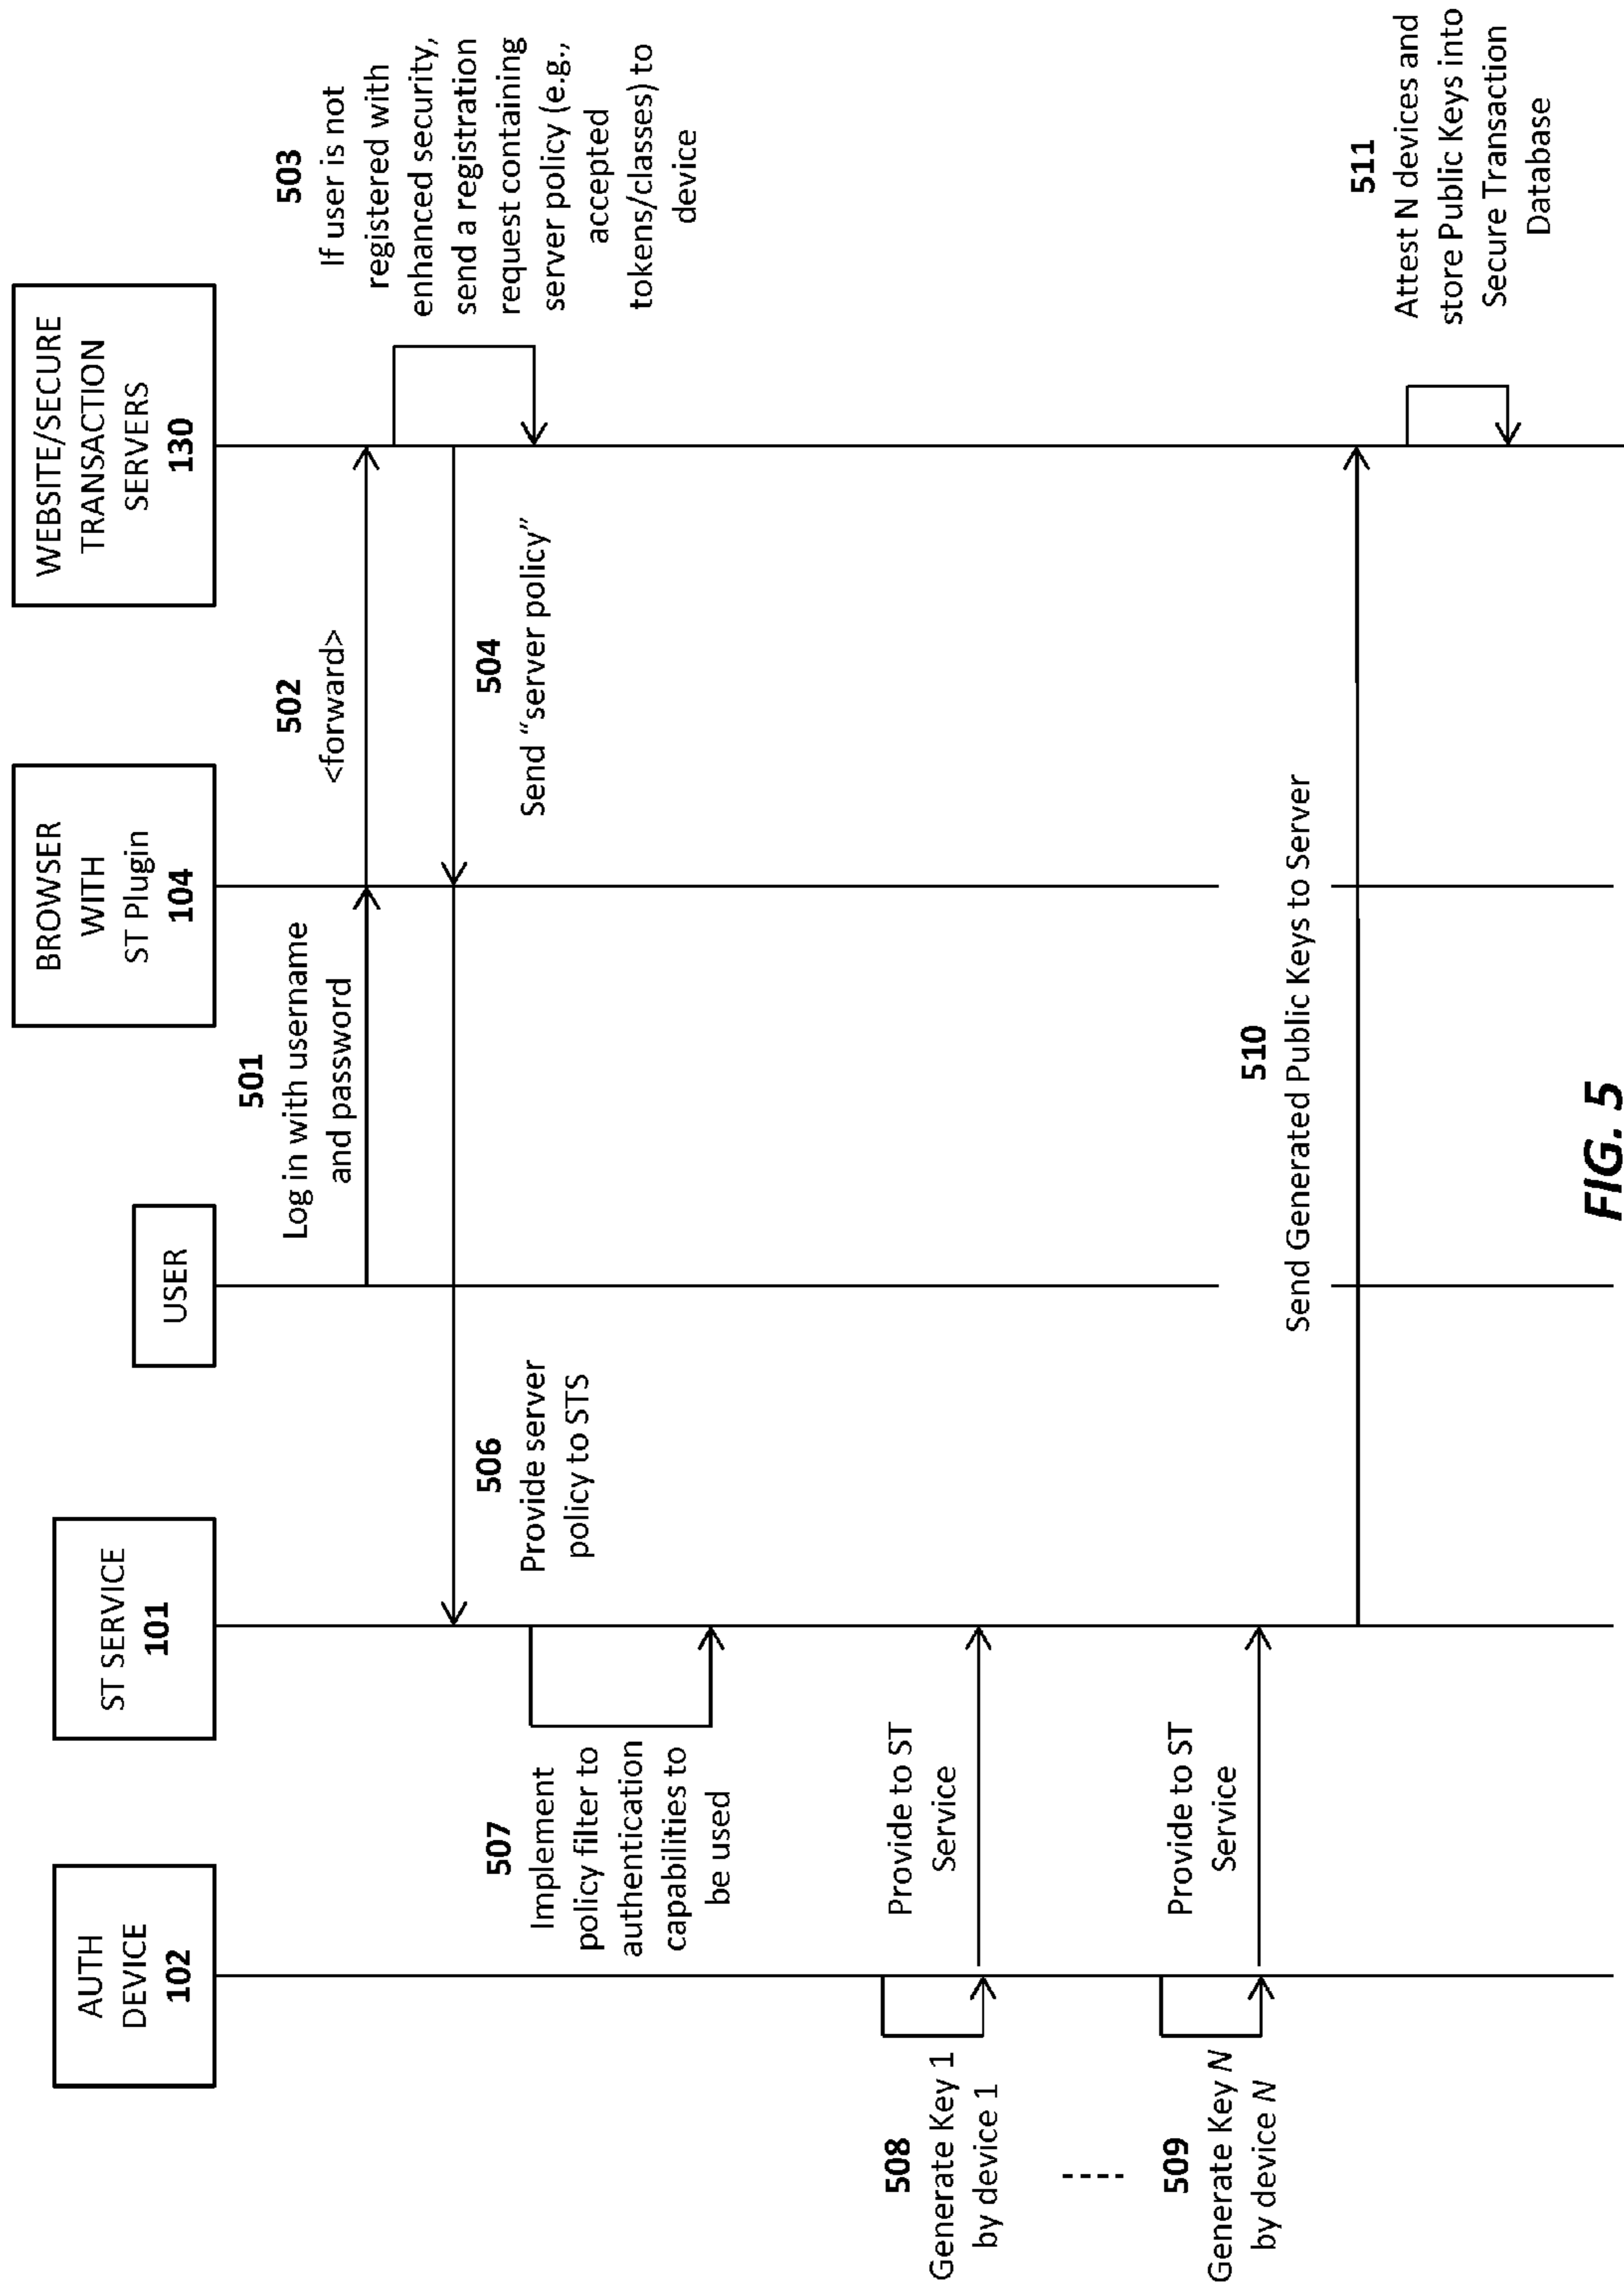 AUTH
DEVICE
102
ST SERVICE
101
USER
BROWSER
WITH
ST Plugin
104
WEBSITE/SECURE
TRANSACTION
SERVERS
130
501
Log in with username
and password
502
<forward>
503
If user is not
registered with
enhanced security,
send a registration
request containing
server policy (e.g.,
accepted
tokens/classes) to
device
504
Send “server policy”
506
Provide server
policy to STS
507
Implement
policy filter to
authentication
capabilities to
be used
508
Generate Key 1
by device 1
Provide to ST
Service
509
Generate Key N
by device N
Provide to ST
Service
510
Send Generated Public Keys to Server
511
Attest N devices and
store Public Keys into
Secure Transaction
Database
FIG. 5